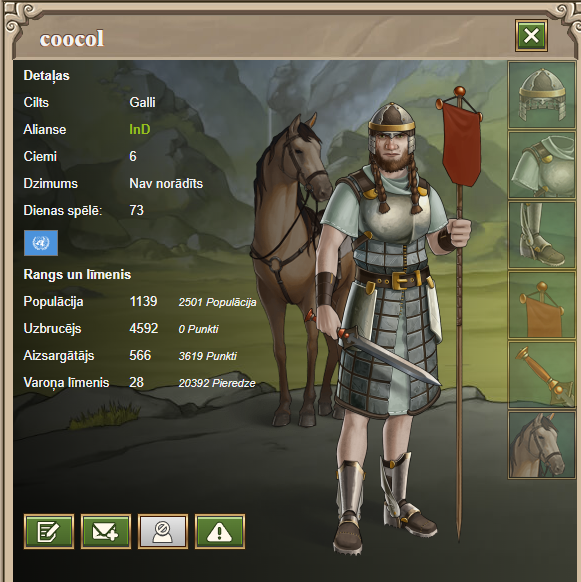 coocol
Detaļas
Cilts Galli
Alianse InD
Ciemi 6
Dzimums Nav norādīts
Dienas spēlē: 73
Rangs un līmenis
Populācija 1139 2501 Populācija
Uzbrucējs 4592 0 Punkti
Aizsargātājs 566 3619 Punkti
Varoņa līmenis 28 20392 Pieredze